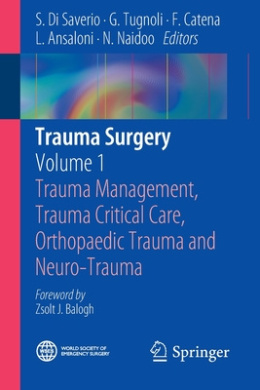 S. Di Saverio · G. Tugnoli · F. Catena
L. Ansaloni · N. Naidoo Editors
Trauma Surgery
Volume 1
Trauma Management,
Trauma Critical Care,
Orthopaedic Trauma and
Neuro-Trauma
Foreword by
Zsolt J. Balogh
WORLD SOCIETY OF
EMERGENCY SURGERY
Springer